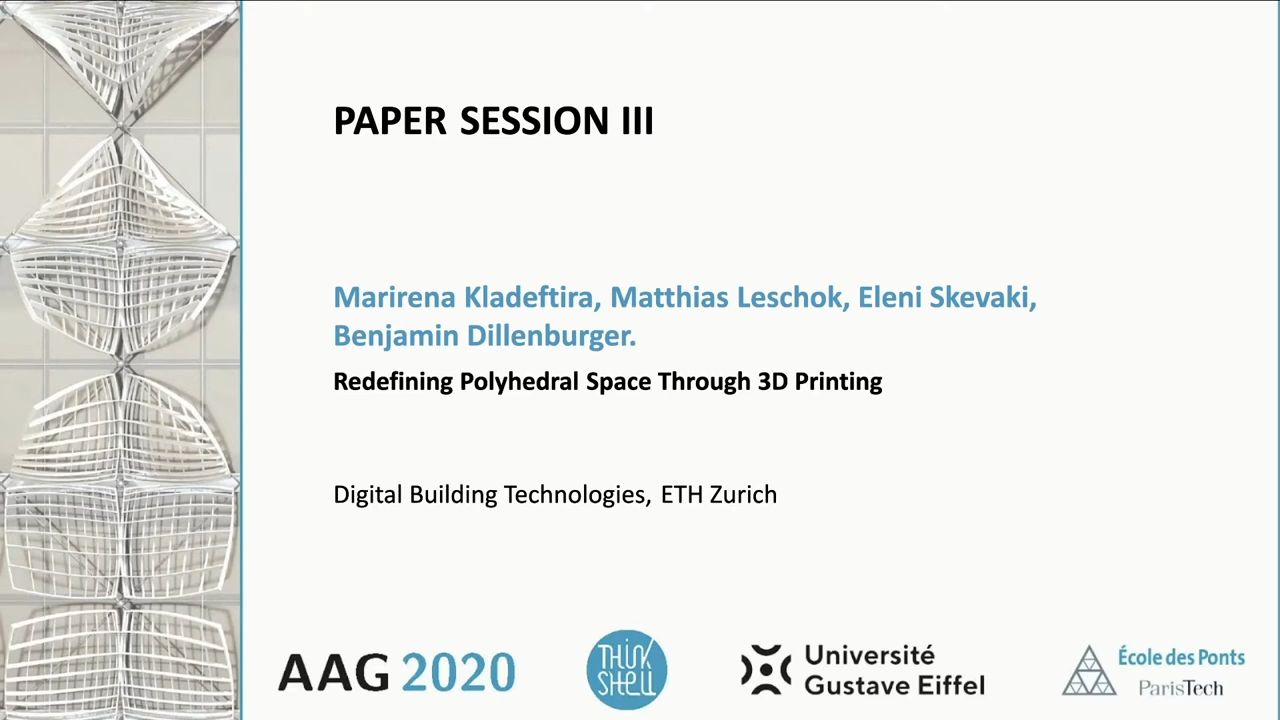 PAPER SESSION III
Marirena Kladeftira, Matthias Leschok, Eleni Skevaki,
Benjamin Dillenburger.
Redefining Polyhedral Space Through 3D Printing
Digital Building Technologies, ETH Zurich
AAG 2020
THINK
SHELL
Université
Gustave Eiffel
École des Ponts
ParisTech